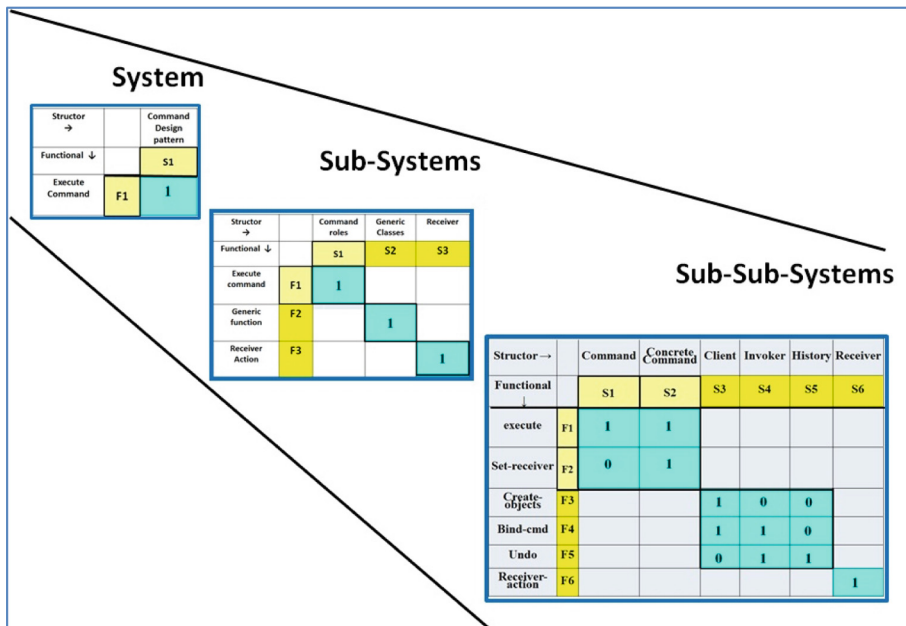 System
Structor → Command Design pattern
Functional ↓ S1
Execute Command F1 1
Sub-Systems
Structor → Command roles Generic Classes Receiver
Functional ↓ S1 S2 S3
Execute command F1 1
Generic function F2 1
Receiver Action F3 1
Sub-Sub-Systems
Structor → Command Concrete Command Client Invoker History Receiver
Functional ↓ S1 S2 S3 S4 S5 S6
execute F1 1 1
Set-receiver F2 0 1
Create-objects F3 1 0 0
Bind-cmd F4 1 1 0
Undo F5 0 1 1
Receiver-action F6 1